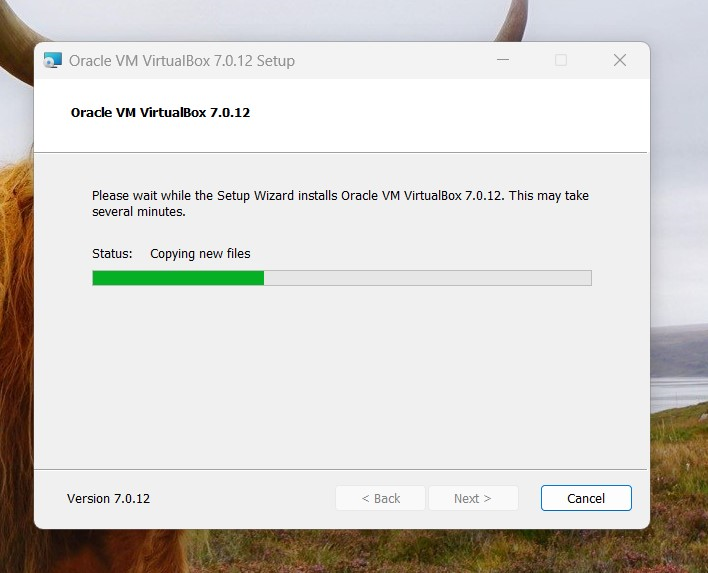 Oracle VM VirtualBox 7.0.12 Setup
Oracle VM VirtualBox 7.0.12
Please wait while the Setup Wizard installs Oracle VM VirtualBox 7.0.12. This may take
several minutes.
Status: Copying new files
Version 7.0.12
< Back
Next >
Cancel